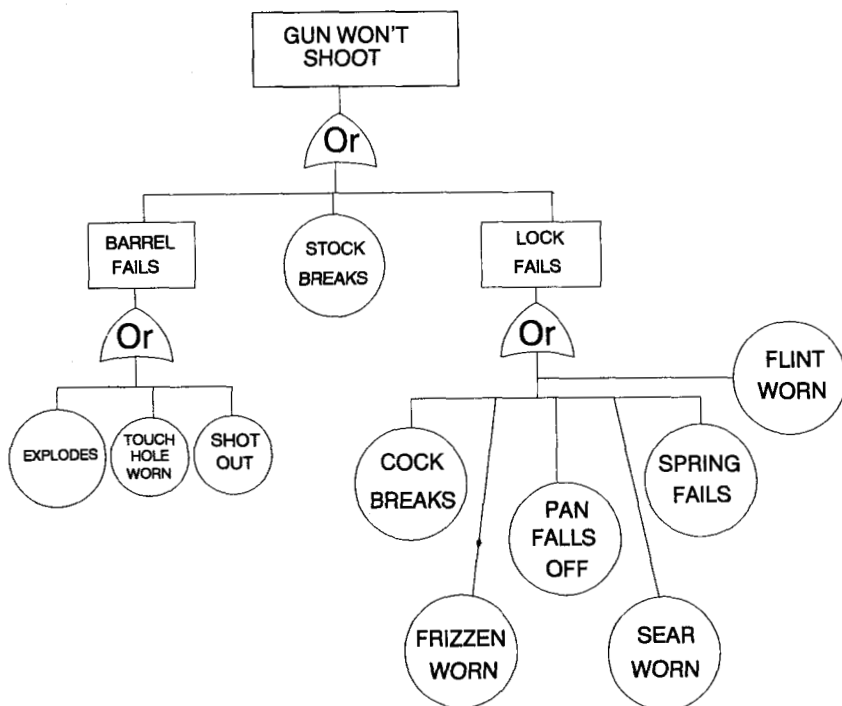 GUN WON'T
SHOOT
Or
BARREL
FAILS
STOCK
BREAKS
LOCK
FAILS
Or
Or
FLINT
WORN
EXPLODES
TOUCH
HOLE
WORN
SHOT
OUT
COCK
BREAKS
PAN
FALLS
OFF
SPRING
FAILS
FRIZZEN
WORN
SEAR
WORN